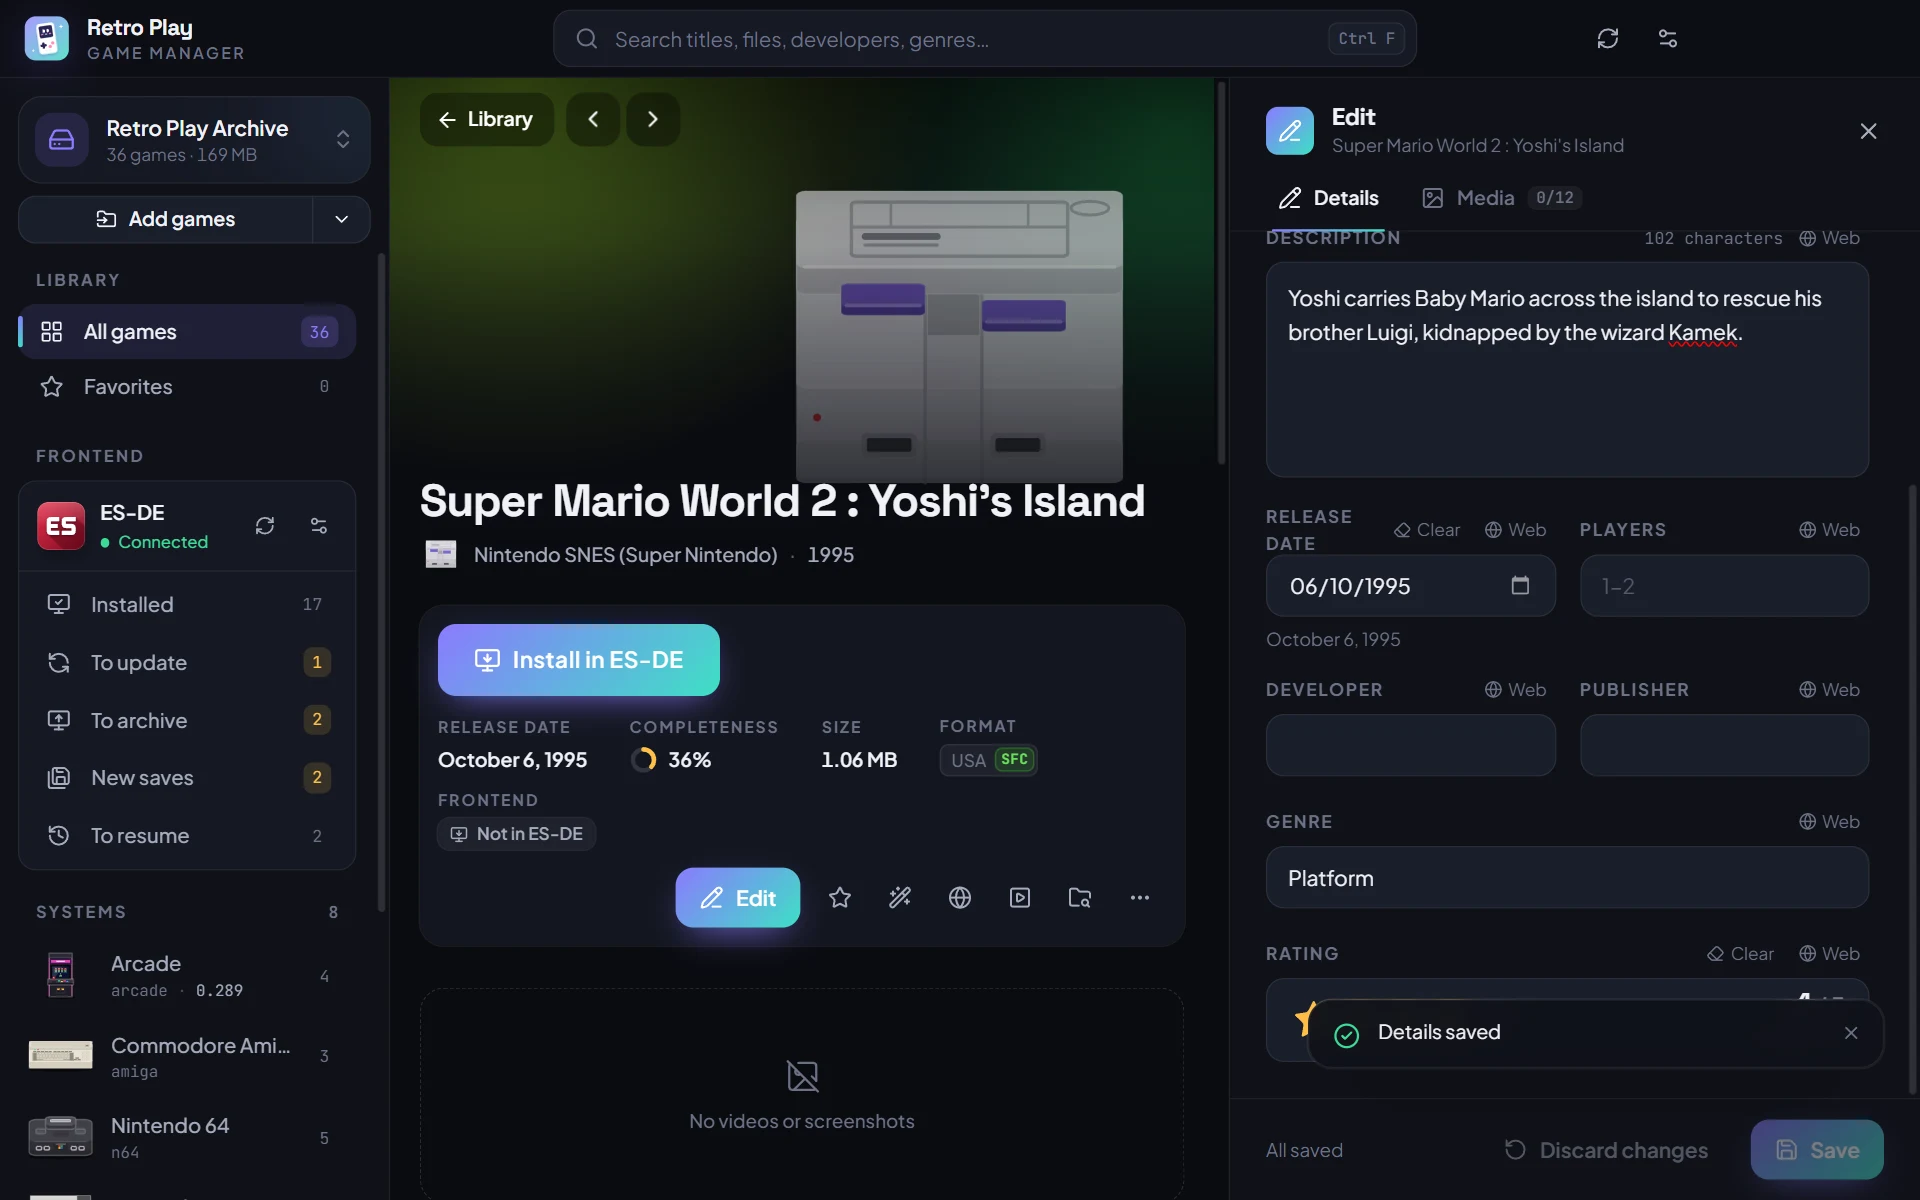 Retro Play
GAME MANAGER
Search titles, files, developers, genres...
Ctrl F
Retro Play Archive
36 games · 169 MB
Add games
LIBRARY
All games
36
Favorites
0
FRONTEND
ES
ES-DE
Connected
Installed
17
To update
1
To archive
2
New saves
2
To resume
2
SYSTEMS
8
Arcade
arcade · 0.289
4
Commodore Ami...
amiga
3
Nintendo 64
n64
5
Library
Super Mario World 2 : Yoshi's Island
Nintendo SNES (Super Nintendo) · 1995
Install in ES-DE
RELEASE DATE
October 6, 1995
COMPLETENESS
36%
SIZE
1.06 MB
FORMAT
USA SFC
FRONTEND
Not in ES-DE
Edit
No videos or screenshots
Edit
Super Mario World 2 : Yoshi's Island
Details
Media
0/12
DESCRIPTION
102 characters
Web
Yoshi carries Baby Mario across the island to rescue his
brother Luigi, kidnapped by the wizard Kamek.
RELEASE
DATE
Clear
Web
06/10/1995
October 6, 1995
PLAYERS
Web
1-2
DEVELOPER
Web
PUBLISHER
Web
GENRE
Web
Platform
RATING
Clear
Web
Details saved
All saved
Discard changes
Save